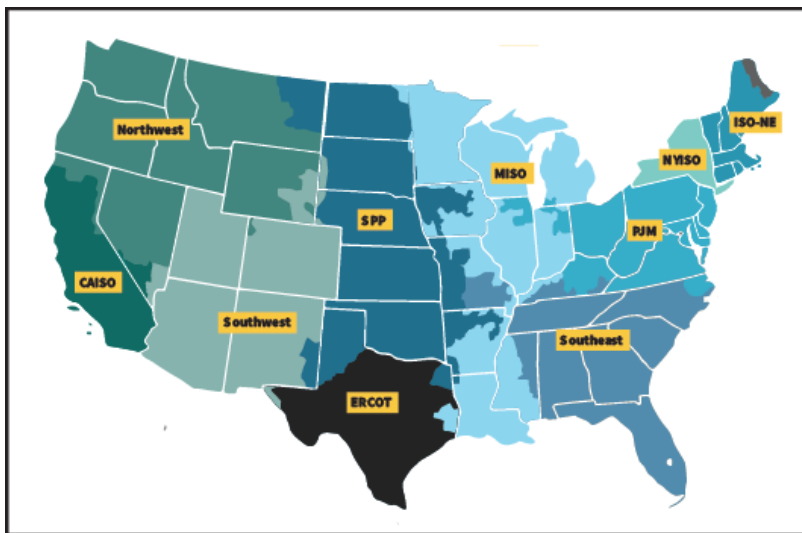 Northwest
ISO-NE
NYISO
MISO
SPP
PJM
CAISO
Southwest
Southeast
ERCOT